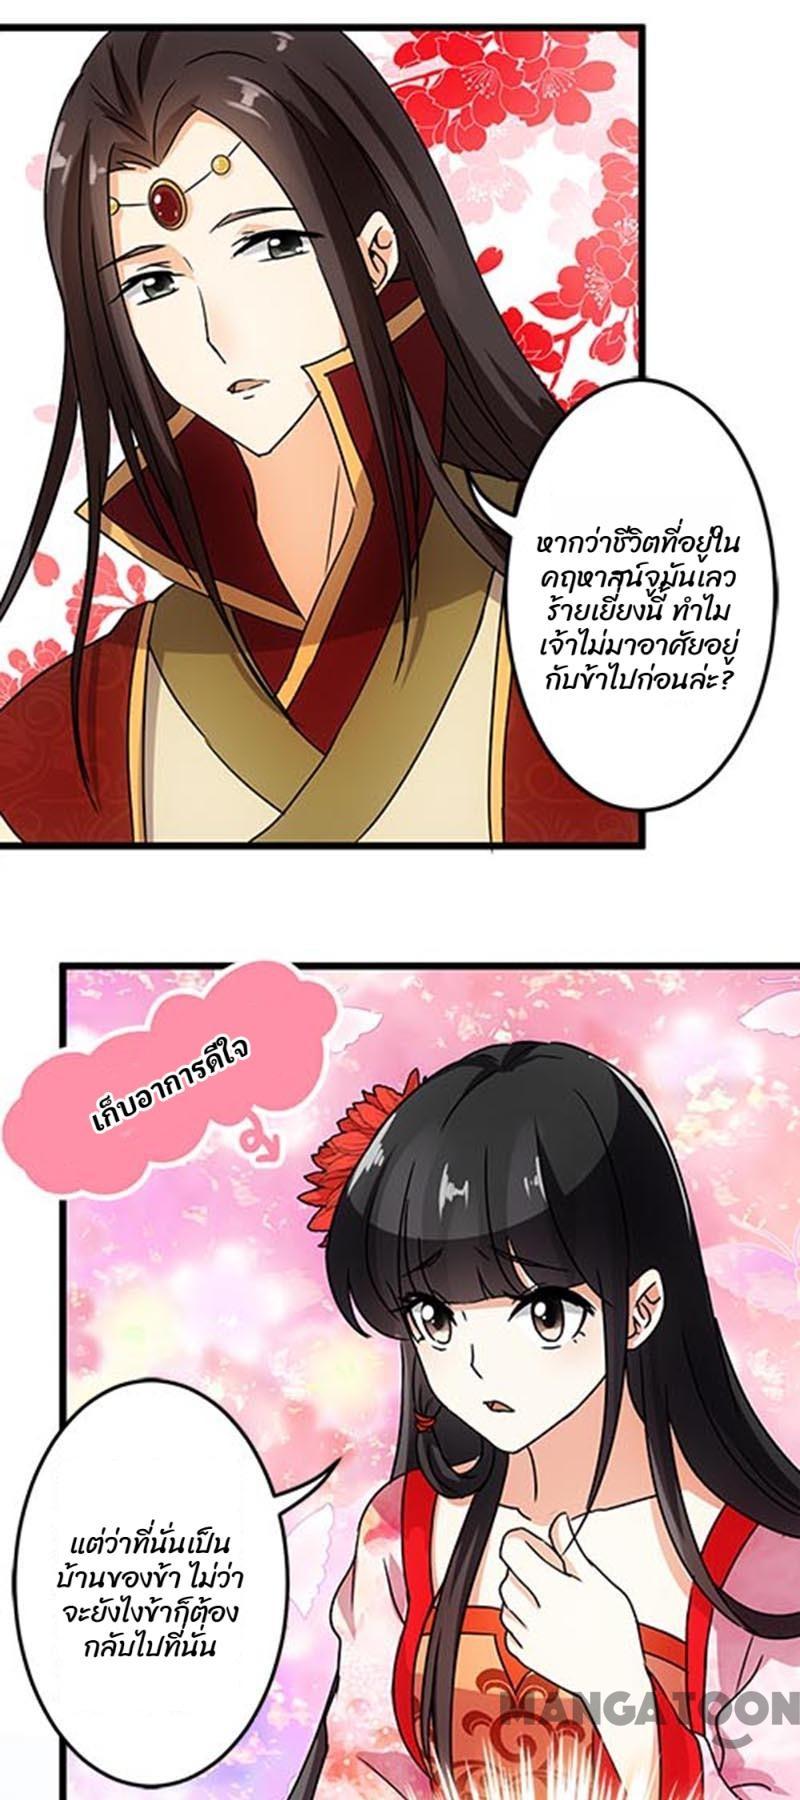 หากว่าชีวิตที่อยู่ใน
คฤหาสน์จูมันเลว
ร้ายเยี่ยงนี้ ทำไม
เจ้าไม่มาอาศัยอยู่
กับข้าไปก่อนล่ะ?
เก็บอาการดีใจ
แต่ว่าที่นั่นเป็น
บ้านของข้า ไม่ว่า
จะยังไงข้าก็ต้อง
กลับไปที่นั่น
MANGATOON